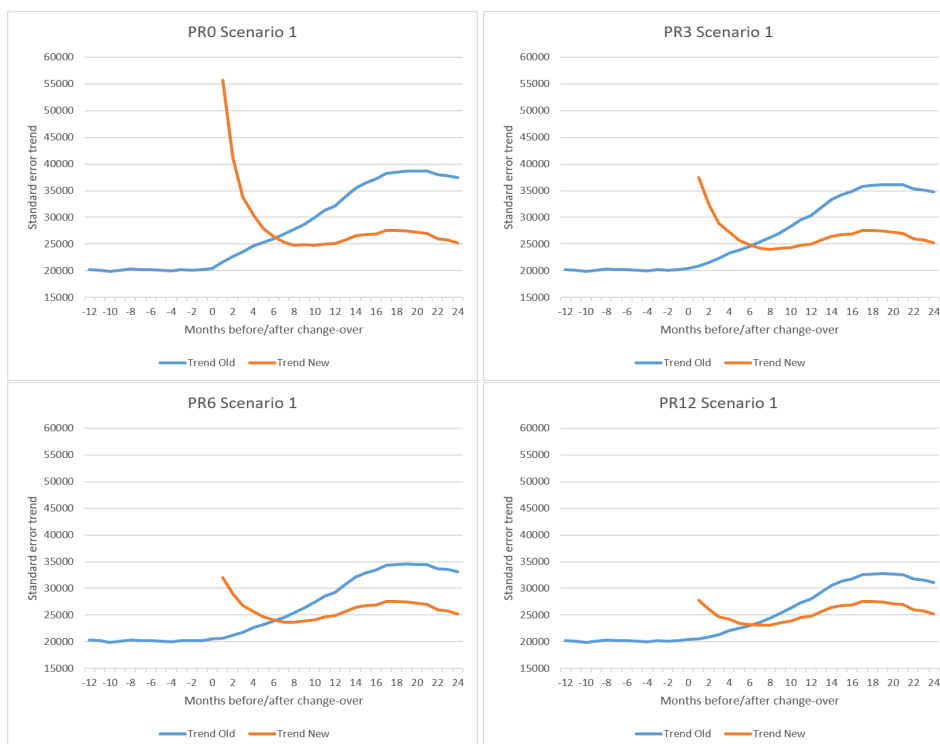 PR0 Scenario 1
60000
55000
50000
45000
40000
35000
30000
25000
20000
15000
Standard error trend
-12 -10 -8 -6 -4 -2 0 2 4 6 8 10 12 14 16 18 20 22 24
Months before/after change-over
Trend Old Trend New
PR3 Scenario 1
60000
55000
50000
45000
40000
35000
30000
25000
20000
15000
Standard error trend
-12 -10 -8 -6 -4 -2 0 2 4 6 8 10 12 14 16 18 20 22 24
Months before/after change-over
Trend Old Trend New
PR6 Scenario 1
60000
55000
50000
45000
40000
35000
30000
25000
20000
15000
Standard error trend
-12 -10 -8 -6 -4 -2 0 2 4 6 8 10 12 14 16 18 20 22 24
Months before/after change-over
Trend Old Trend New
PR12 Scenario 1
60000
55000
50000
45000
40000
35000
30000
25000
20000
15000
Standard error trend
-12 -10 -8 -6 -4 -2 0 2 4 6 8 10 12 14 16 18 20 22 24
Months before/after change-over
Trend Old Trend New